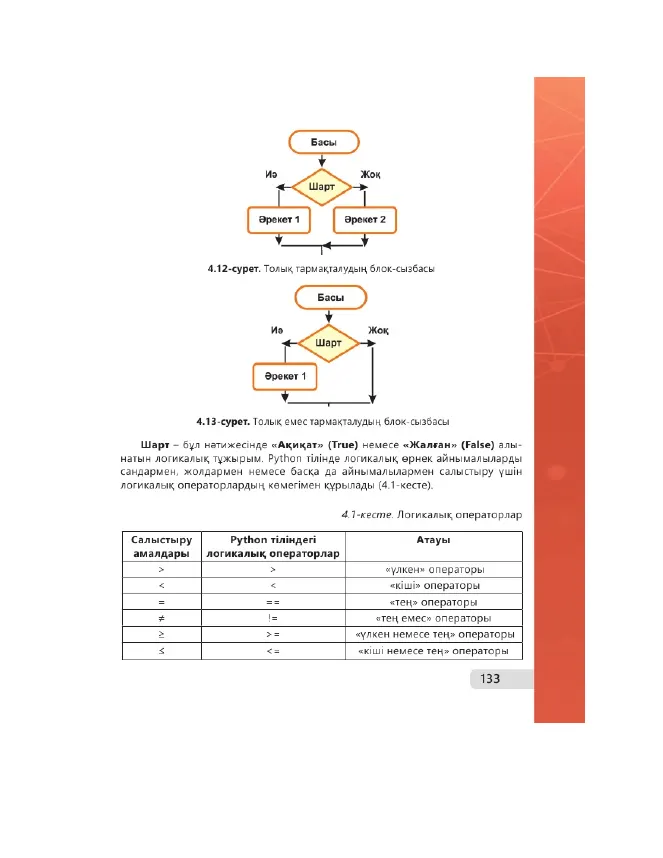 Басы
Иә
Жоқ
Шарт
Әрекет 1
Әрекет 2
4.12-сурет. Толық тармақталудың блок-сызбасы
Басы
Иә
Жоқ
Шарт
Әрекет 1
4.13-сурет. Толық емес тармақталудың блок-сызбасы
Шарт – бұл нәтижесінде «Ақиқат» (True) немесе «Жалған» (False) алы-
натын логикалық тұжырым. Python тілінде логикалық өрнек айнымалыларды
сандармен, жолдармен немесе басқа да айнымалылармен салыстыру үшін
логикалық операторлардың көмегімен құрылады (4.1-кесте).
4.1-кесте. Логикалық операторлар
Салыстыру амалдары Python тіліндегі логикалық операторлар Атауы
> > «үлкен» операторы
< < «кіші» операторы
= == «тең» операторы
≠ != «тең емес» операторы
≥ >= «үлкен немесе тең» операторы
≤ <= «кіші немесе тең» операторы
133